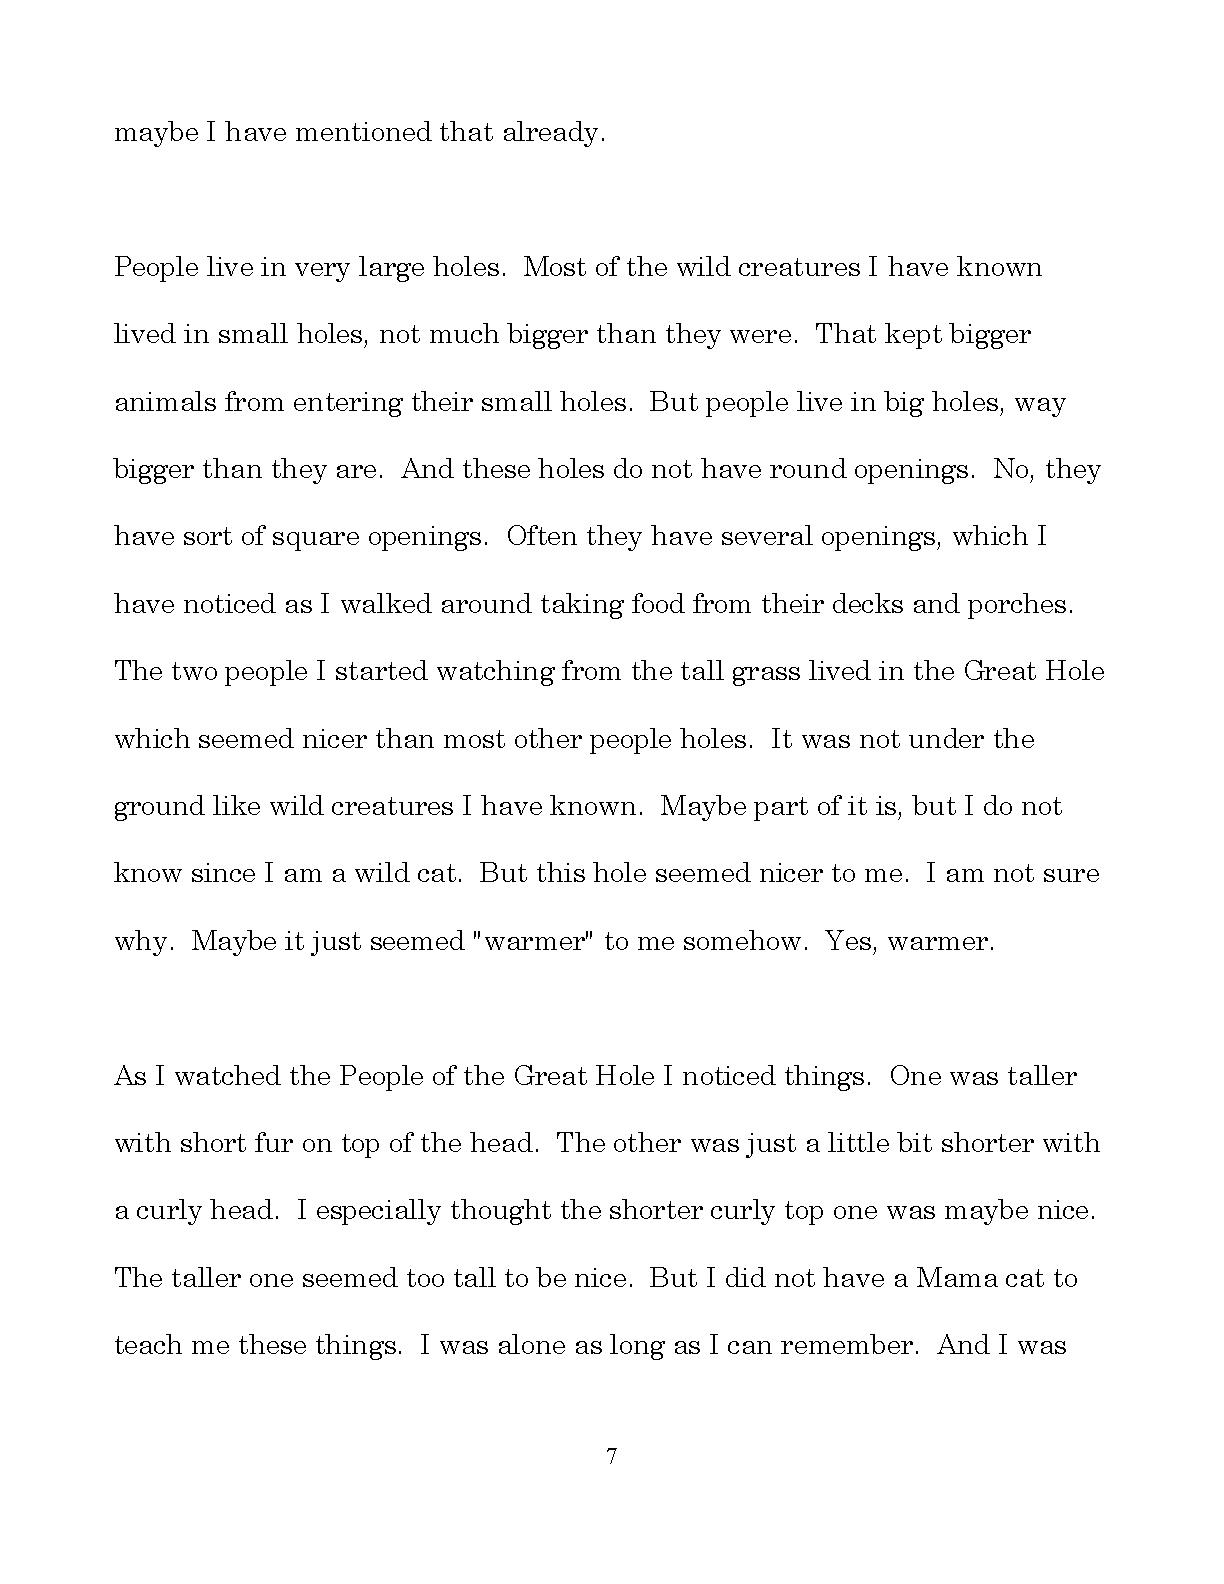 maybe I have mentioned that already.
People live in very large holes.  Most of the wild creatures I have known
lived in small holes, not much bigger than they were.  That kept bigger
animals from entering their small holes.  But people live in big holes, way
bigger than they are.  And these holes do not have round openings.  No, they
have sort of square openings.  Often they have several openings, which I
have noticed as I walked around taking food from their decks and porches.
The two people I started watching from the tall grass lived in the Great Hole
which seemed nicer than most other people holes.  It was not under the
ground like wild creatures I have known.  Maybe part of it is, but I do not
know since I am a wild cat.  But this hole seemed nicer to me.  I am not sure
why.  Maybe it just seemed "warmer" to me somehow.  Yes, warmer.
As I watched the People of the Great Hole I noticed things.  One was taller
with short fur on top of the head.  The other was just a little bit shorter with
a curly head.  I especially thought the shorter curly top one was maybe nice.
The taller one seemed too tall to be nice.  But I did not have a Mama cat to
teach me these things.  I was alone as long as I can remember.  And I was
7